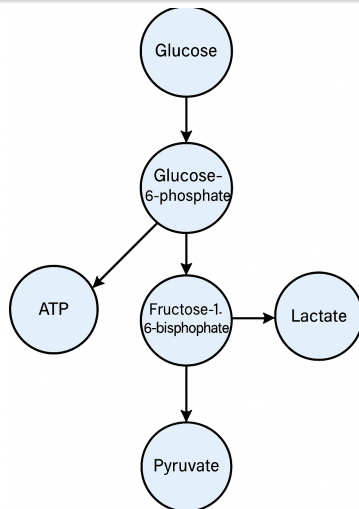 Glucose
Glucose-
6-phosphate
ATP
Fructose-1.
6-bisphophate
Lactate
Pyruvate